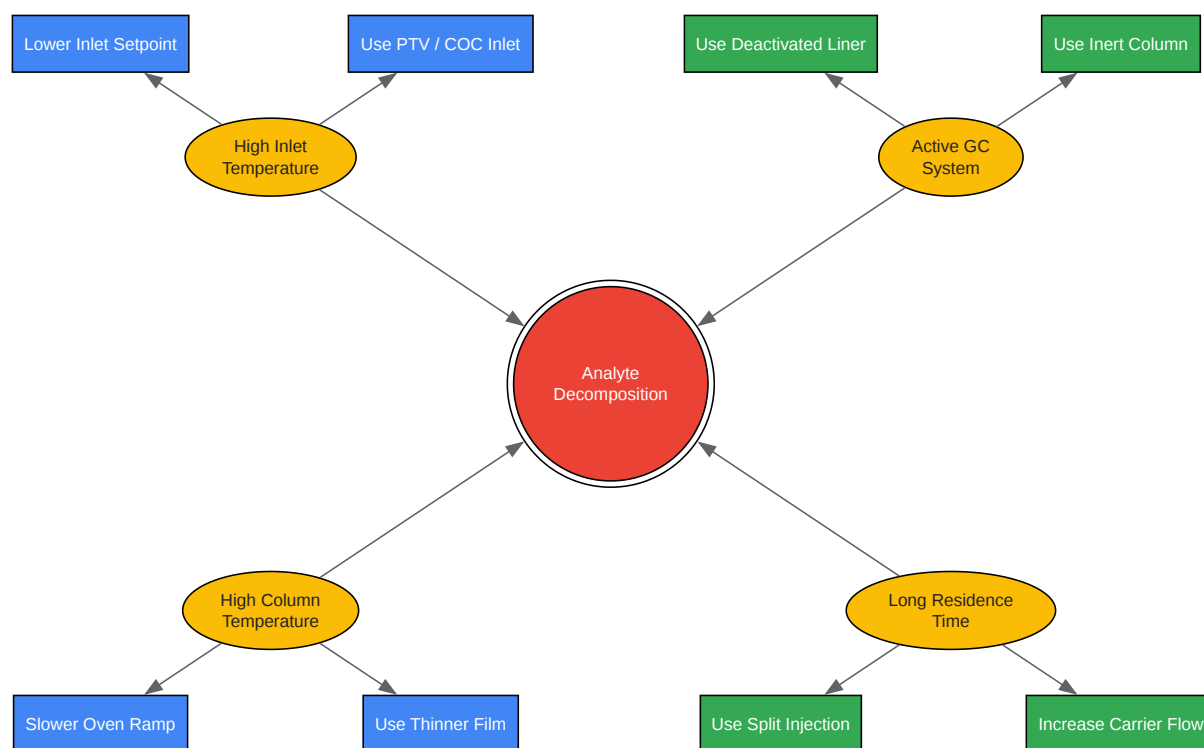 Lower Inlet Setpoint
Use PTV / COC Inlet
Use Deactivated Liner
Use Inert Column
High Inlet
Temperature
Active GC
System
Analyte
Decomposition
High Column
Temperature
Long Residence
Time
Slower Oven Ramp
Use Thinner Film
Use Split Injection
Increase Carrier Flow